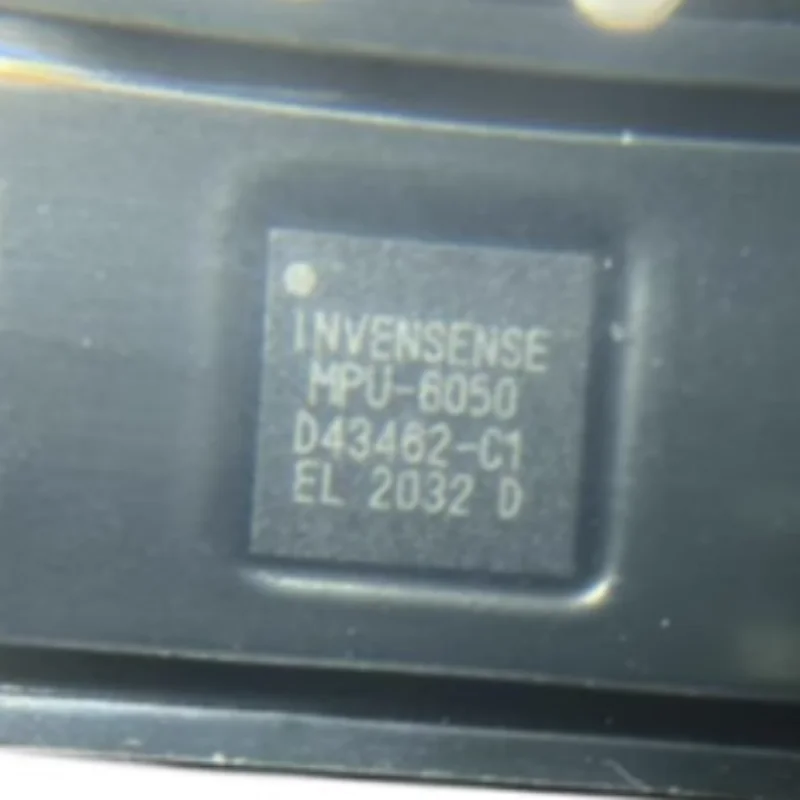 INVENSENSE
MPU-6050
D43462-C1
EL 2032 D